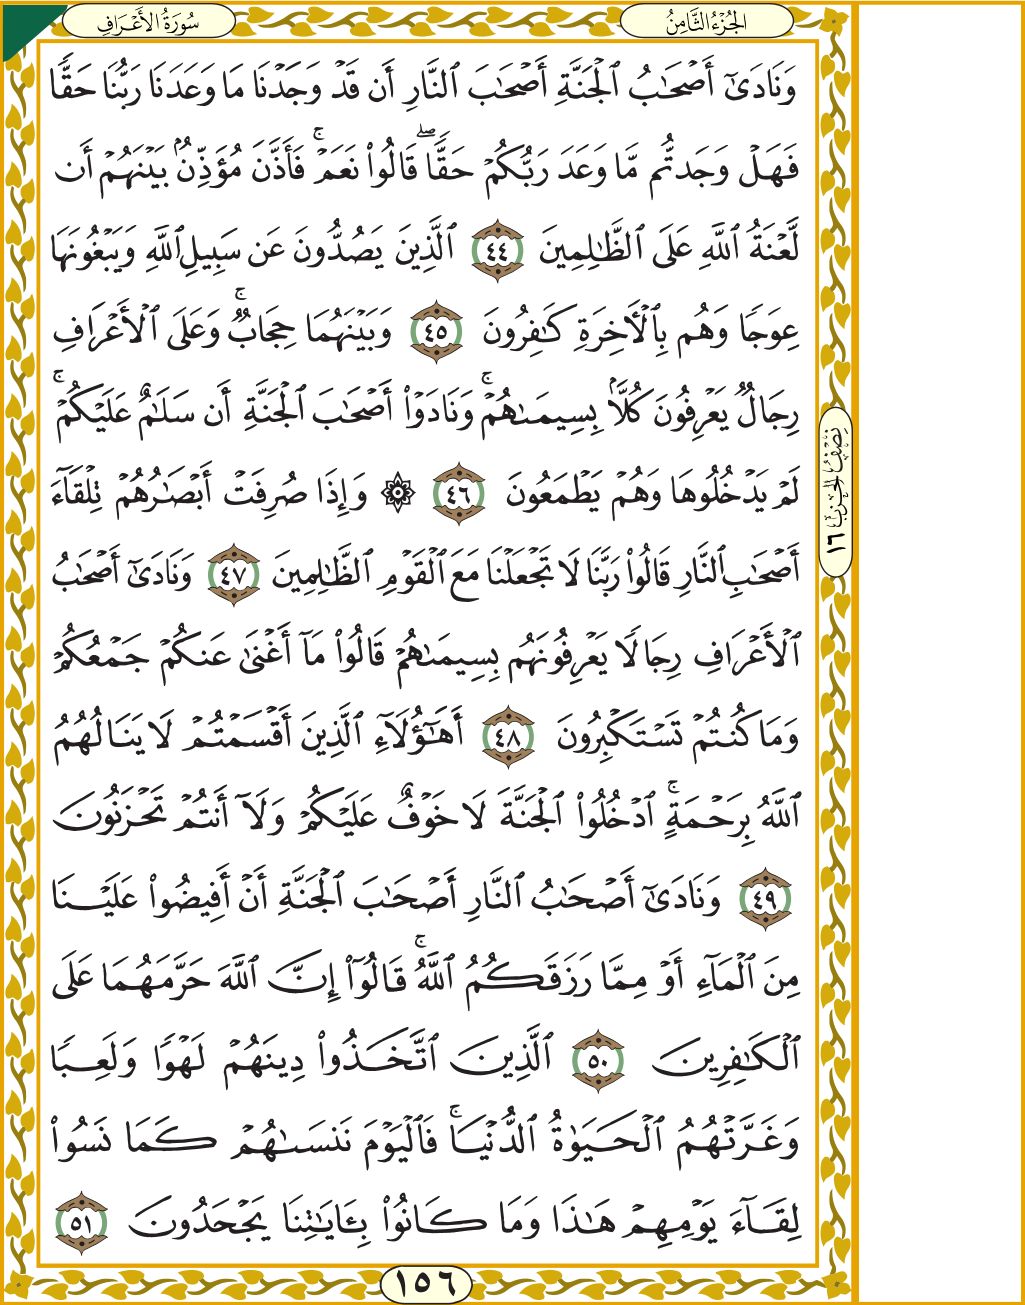 سُورَةُ الأَعْرَافِ
الجُزْءُ الثَّامِنُ
وَنَادَىٰٓ أَصْحَٰبُ ٱلْجَنَّةِ أَصْحَٰبَ ٱلنَّارِ أَن قَدْ وَجَدْنَا مَا وَعَدَنَا رَبُّنَا حَقًّا
فَهَلْ وَجَدتُّم مَّا وَعَدَ رَبُّكُمْ حَقًّاۖ قَالُوا۟ نَعَمْۚ فَأَذَّنَ مُؤَذِّنٌۢ بَيْنَهُمْ أَن
لَّعْنَةُ ٱللَّهِ عَلَى ٱلظَّٰلِمِينَ ٤٤ ٱلَّذِينَ يَصُدُّونَ عَن سَبِيلِ ٱللَّهِ وَيَبْغُونَهَا
عِوَجًا وَهُم بِٱلْءَاخِرَةِ كَٰفِرُونَ ٤٥ وَبَيْنَهُمَا حِجَابٌۚ وَعَلَى ٱلْأَعْرَافِ
رِجَالٌ يَعْرِفُونَ كُلًّۢا بِسِيمَىٰهُمْۚ وَنَادَوْا۟ أَصْحَٰبَ ٱلْجَنَّةِ أَن سَلَٰمٌ عَلَيْكُمْۚ
لَمْ يَدْخُلُوهَا وَهُمْ يَطْمَعُونَ ٤٦ ۞ وَإِذَا صُرِفَتْ أَبْصَٰرُهُمْ تِلْقَآءَ
أَصْحَٰبِ ٱلنَّارِ قَالُوا۟ رَبَّنَا لَا تَجْعَلْنَا مَعَ ٱلْقَوْمِ ٱلظَّٰلِمِينَ ٤٧ وَنَادَىٰٓ أَصْحَٰبُ
ٱلْأَعْرَافِ رِجَالًا يَعْرِفُونَهُم بِسِيمَىٰهُمْ قَالُوا۟ مَآ أَغْنَىٰ عَنكُمْ جَمْعُكُمْ
وَمَا كُنتُمْ تَسْتَكْبِرُونَ ٤٨ أَهَٰٓؤُلَآءِ ٱلَّذِينَ أَقْسَمْتُمْ لَا يَنَالُهُمُ
ٱللَّهُ بِرَحْمَةٍۚ ٱدْخُلُوا۟ ٱلْجَنَّةَ لَا خَوْفٌ عَلَيْكُمْ وَلَآ أَنتُمْ تَحْزَنُونَ
٤٩ وَنَادَىٰٓ أَصْحَٰبُ ٱلنَّارِ أَصْحَٰبَ ٱلْجَنَّةِ أَنْ أَفِيضُوا۟ عَلَيْنَا
مِنَ ٱلْمَآءِ أَوْ مِمَّا رَزَقَكُمُ ٱللَّهُۚ قَالُوٓا۟ إِنَّ ٱللَّهَ حَرَّمَهُمَا عَلَى
ٱلْكَٰفِرِينَ ٥٠ ٱلَّذِينَ ٱتَّخَذُوا۟ دِينَهُمْ لَهْوًا وَلَعِبًا
وَغَرَّتْهُمُ ٱلْحَيَوٰةُ ٱلدُّنْيَاۚ فَٱلْيَوْمَ نَنسَىٰهُمْ كَمَا نَسُوا۟
لِقَآءَ يَوْمِهِمْ هَٰذَا وَمَا كَانُوا۟ بِـَٔايَٰتِنَا يَجْحَدُونَ ٥١
نِصْفُ الحِزْبِ ١٦
١٥٦